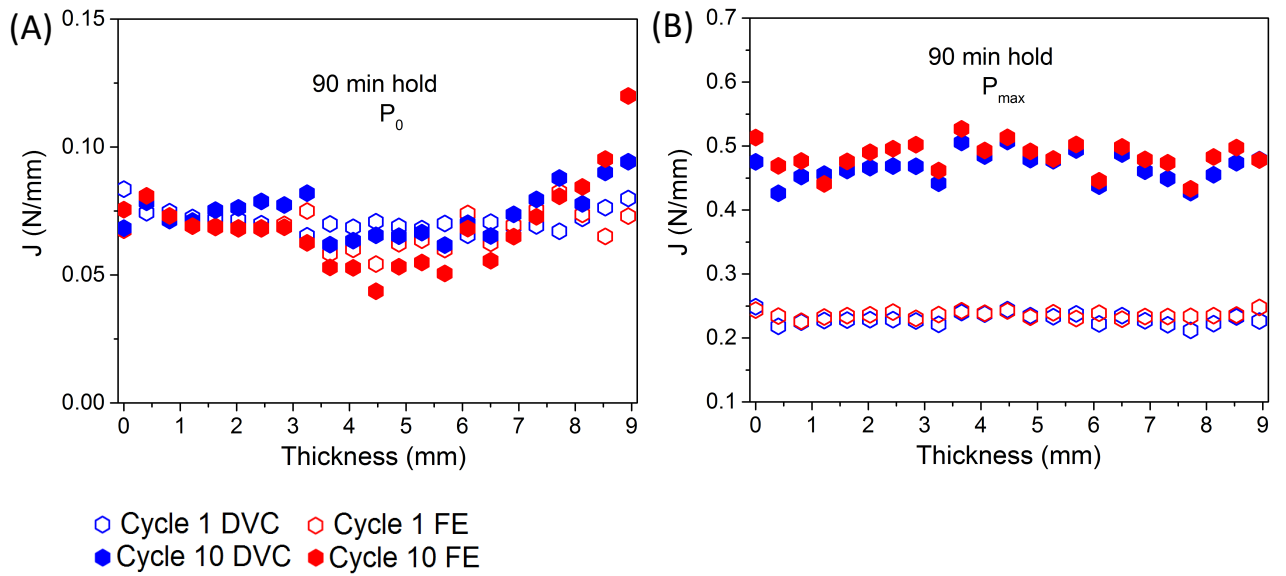 (A)
0.15
0.10
0.05
0.00
J (N/mm)
90 min hold
P0
0 1 2 3 4 5 6 7 8 9
Thickness (mm)
(B)
0.7
0.6
0.5
0.4
0.3
0.2
0.1
J (N/mm)
90 min hold
Pmax
0 1 2 3 4 5 6 7 8 9
Thickness (mm)
Cycle 1 DVC Cycle 1 FE
Cycle 10 DVC Cycle 10 FE